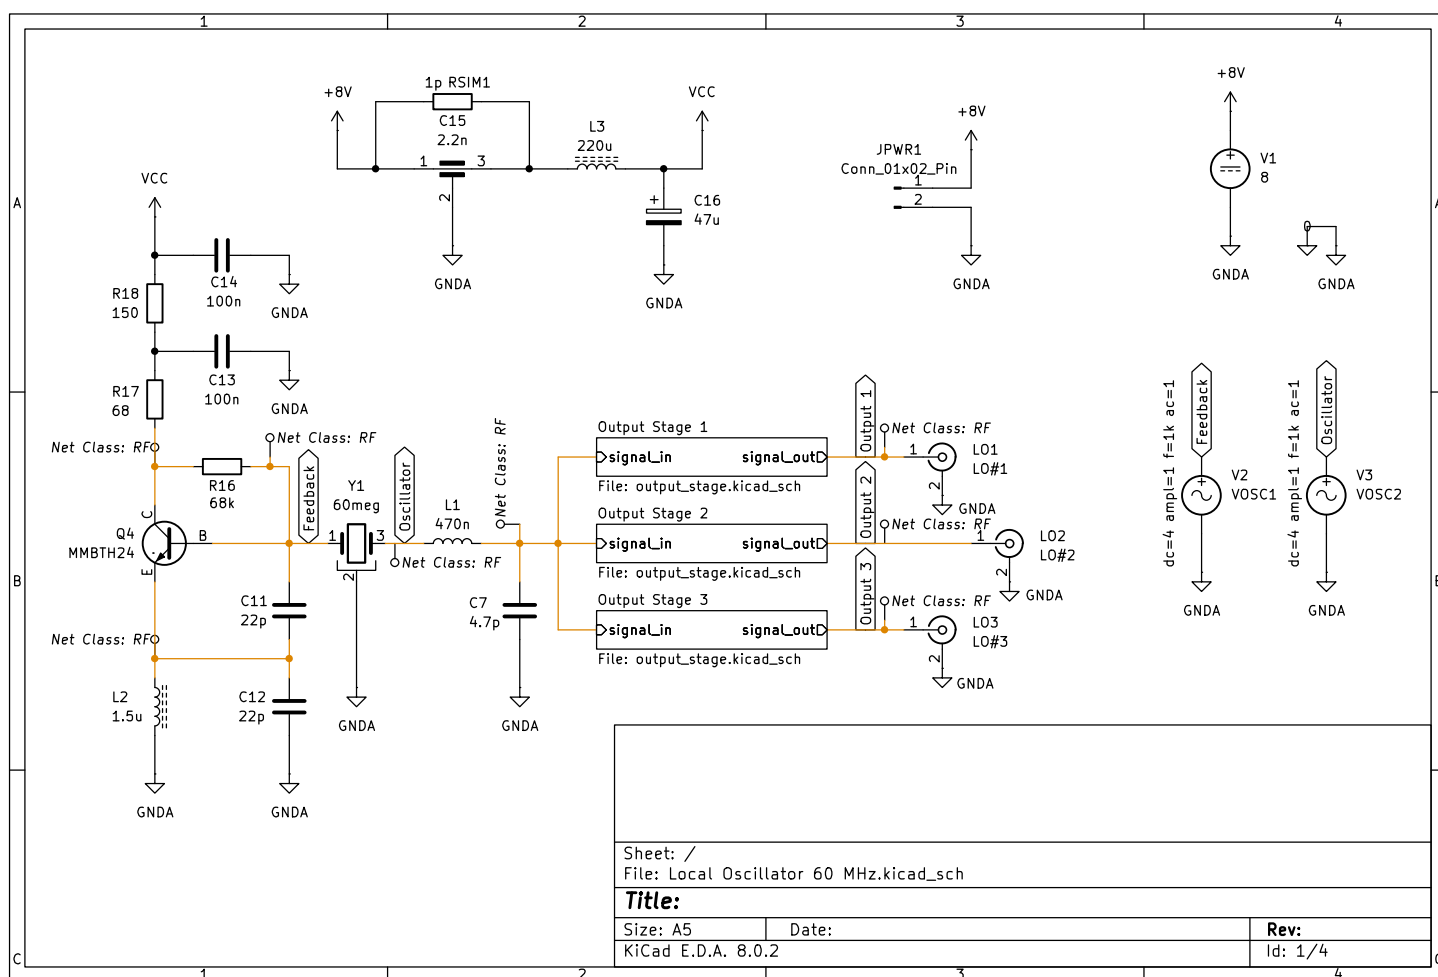 1 2 3 4
+8V
1p RSIM1
C15
2.2n
1 3
2
GNDA
L3
220u
VCC
+
C16
47u
GNDA
+8V
JPWR1
Conn_01x02_Pin
1
2
GNDA
+8V
+
V1
8
GNDA
0
GNDA
A
A
VCC
C14
100n
GNDA
R18
150
C13
100n
GNDA
R17
68
Net Class: RF
Net Class: RF
R16
68k
C
Q4
MMBTH24
B
E
Feedback
Y1
60meg
1 3
2
GNDA
Oscillator
Net Class: RF
L1
470n
Net Class: RF
C7
4.7p
GNDA
C11
22p
Net Class: RF
L2
1.5u
GNDA
C12
22p
GNDA
Output Stage 1
signal_in signal_out
File: output_stage.kicad_sch
Output 1
Net Class: RF
1
2
LO1
LO#1
GNDA
Output Stage 2
signal_in signal_out
File: output_stage.kicad_sch
Output 2
Net Class: RF
1
2
LO2
LO#2
GNDA
Output Stage 3
signal_in signal_out
File: output_stage.kicad_sch
Output 3
Net Class: RF
1
2
LO3
LO#3
GNDA
dc=4 ampl=1 f=1k ac=1
Feedback
+
V2
VOSC1
GNDA
dc=4 ampl=1 f=1k ac=1
Oscillator
+
V3
VOSC2
GNDA
B
Sheet: /
File: Local Oscillator 60 MHz.kicad_sch
Title:
Size: A5 Date: Rev:
KiCad E.D.A. 8.0.2 Id: 1/4
C
1 2 3 4